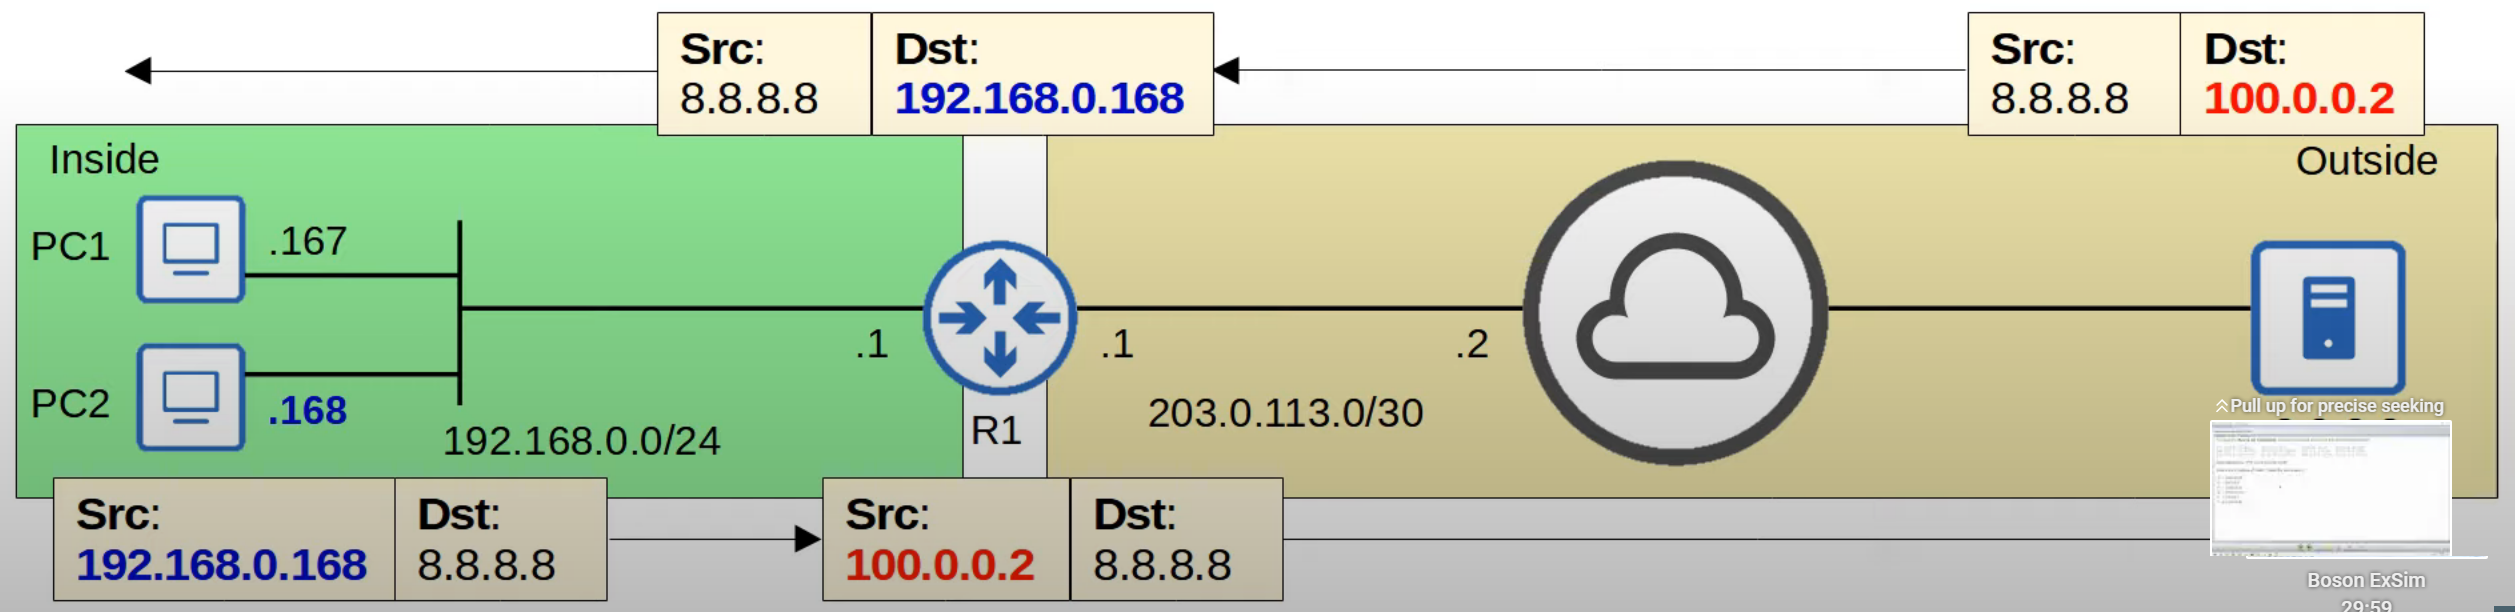 Src:
8.8.8.8
Dst:
192.168.0.168
Src:
8.8.8.8
Dst:
100.0.0.2
Inside
Outside
PC1
.167
PC2
.168
192.168.0.0/24
.1
R1
.1
.2
203.0.113.0/30
Pull up for precise seeking
Src:
192.168.0.168
Dst:
8.8.8.8
Src:
100.0.0.2
Dst:
8.8.8.8
Boson ExSim
29:59